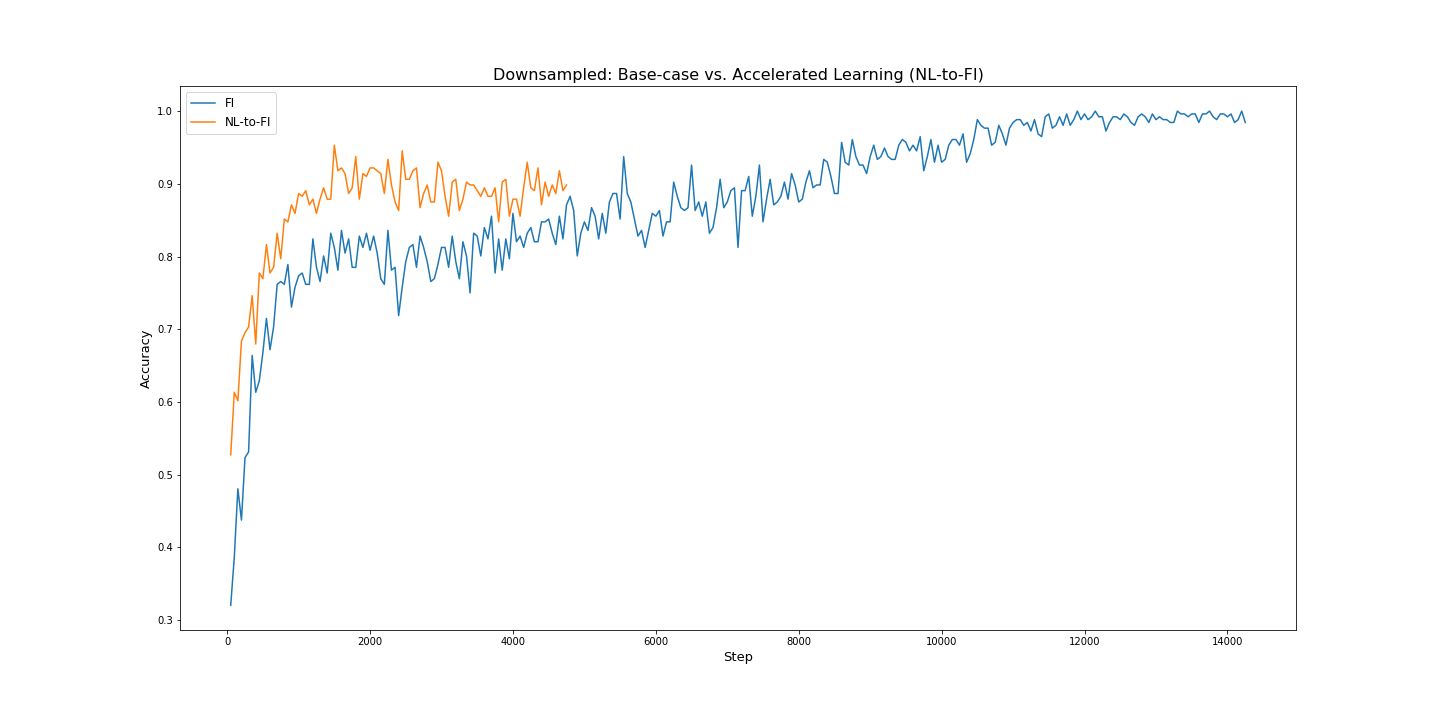 Downsampled: Base-case vs. Accelerated Learning (NL-to-FI)
FI
NL-to-FI
1.0
0.9
0.8
0.7
0.6
0.5
0.4
0.3
Accuracy
0 2000 4000 6000 8000 10000 12000 14000
Step